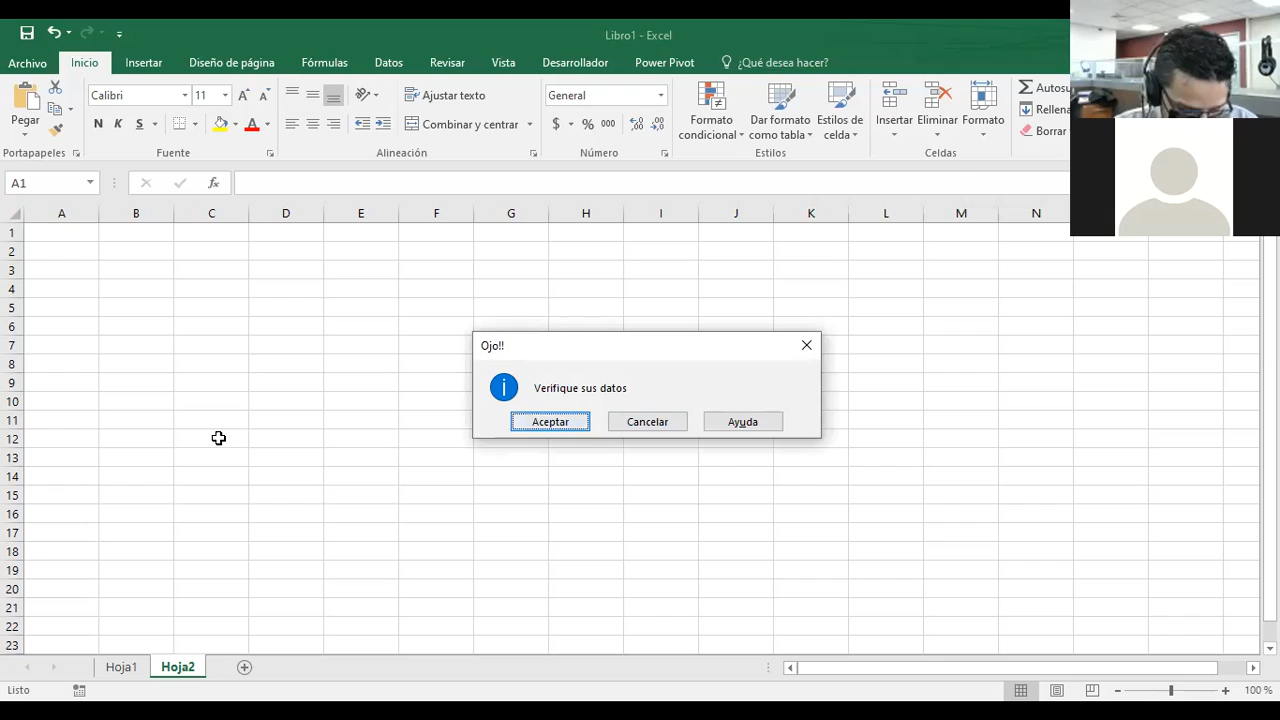 Libro1 - Excel
Archivo Inicio Insertar Diseño de página Fórmulas Datos Revisar Vista Desarrollador Power Pivot ¿Qué desea hacer?
Pegar
Calibri 11 A A
N K S A
Ajustar texto
Combinar y centrar
General
$ % 000
Formato condicional
Dar formato como tabla
Estilos de celda
Insertar Eliminar Formato
Autosu
Rellena
Borrar
Portapapeles Fuente Alineación Número Estilos Celdas
A1 fx
A B C D E F G H I J K L M N
1
2
3
4
5
6
7
8
9
10
11
12
13
14
15
16
17
18
19
20
21
22
23
Ojo!!
Verifique sus datos
Aceptar Cancelar Ayuda
Hoja1 Hoja2
Listo 100 %